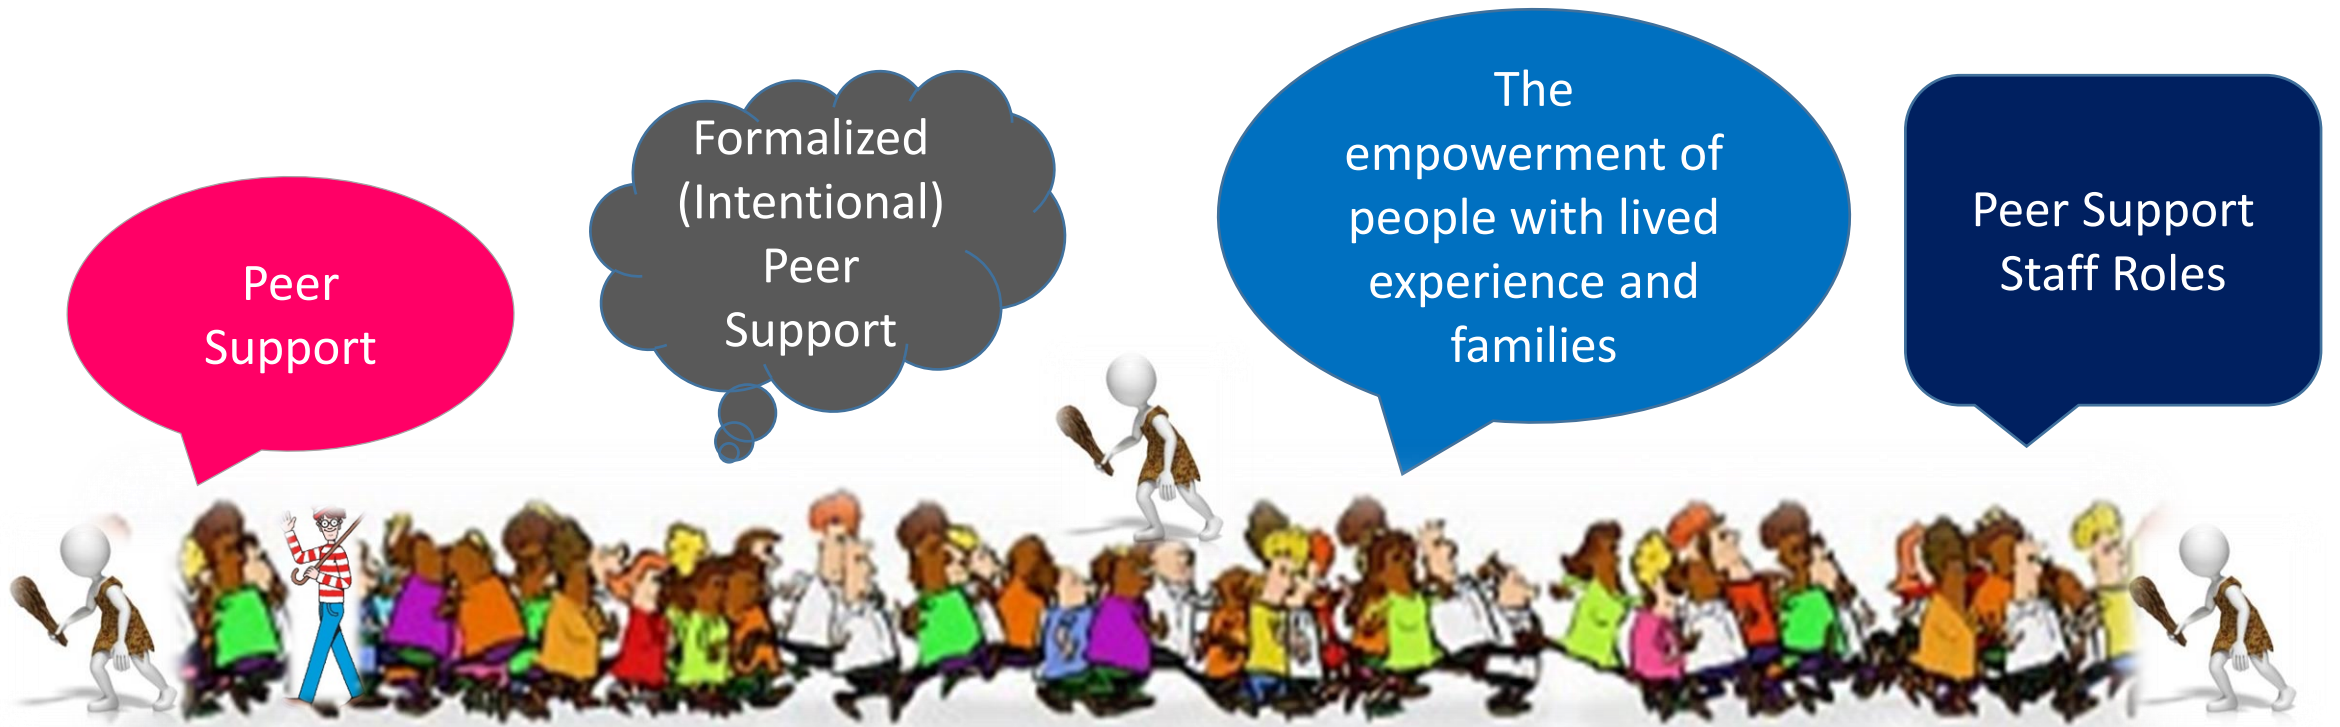 Peer
Support
Formalized
(Intentional)
Peer
Support
The
empowerment of
people with lived
experience and
families
Peer Support
Staff Roles